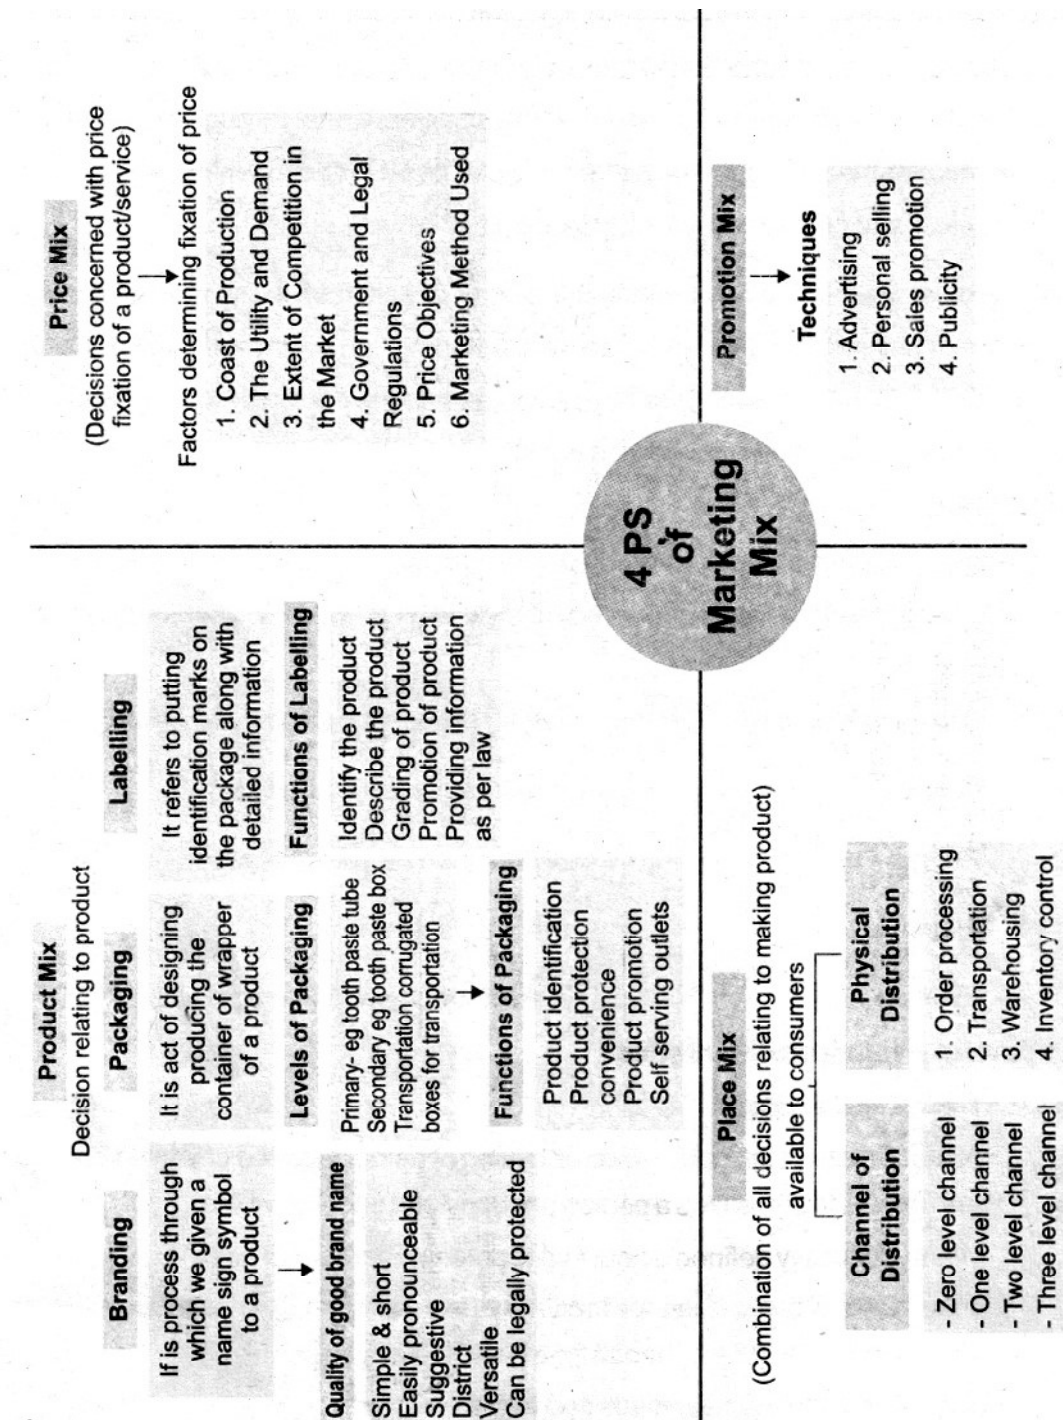 Product Mix
Decision relating to product
Branding
If is process through
which we given a
name sign symbol
to a product
Quality of good brand name
Simple & short
Easily pronounceable
Suggestive
District
Versatile
Can be legally protected
Packaging
It is act of designing
producing the
container of wrapper
of a product
Levels of Packaging
Primary- eg tooth paste tube
Secondary eg tooth paste box
Transportation corrugated
boxes for transportation
Functions of Packaging
Product identification
Product protection
convenience
Product promotion
Self serving outlets
Labelling
It refers to putting
identification marks on
the package along with
detailed information
Functions of Labelling
Identify the product
Describe the product
Grading of product
Promotion of product
Providing information
as per law
Price Mix
(Decisions concerned with price
fixation of a product/service)
Factors determining fixation of price
1. Coast of Production
2. The Utility and Demand
3. Extent of Competition in
the Market
4. Government and Legal
Regulations
5. Price Objectives
6. Marketing Method Used
4 PS
of
Marketing
Mix
Place Mix
(Combination of all decisions relating to making product)
available to consumers
Channel of
Distribution
- Zero level channel
- One level channel
- Two level channel
- Three level channel
Physical
Distribution
1. Order processing
2. Transportation
3. Warehousing
4. Inventory control
Promotion Mix
Techniques
1. Advertising
2. Personal selling
3. Sales promotion
4. Publicity